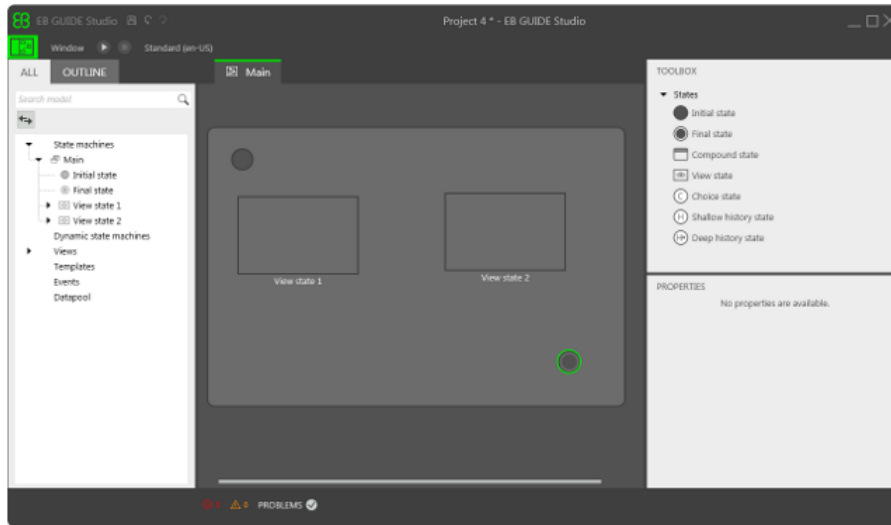 EB GUIDE Studio
Project 4 * - EB GUIDE Studio
Window
Standard (en-US)
ALL
OUTLINE
Search model
State machines
Main
Initial state
Final state
View state 1
View state 2
Dynamic state machines
Views
Templates
Events
Datapool
Main
View state 1
View state 2
TOOLBOX
States
Initial state
Final state
Compound state
View state
C Choice state
H Shallow history state
H Deep history state
PROPERTIES
No properties are available.
0
0
PROBLEMS